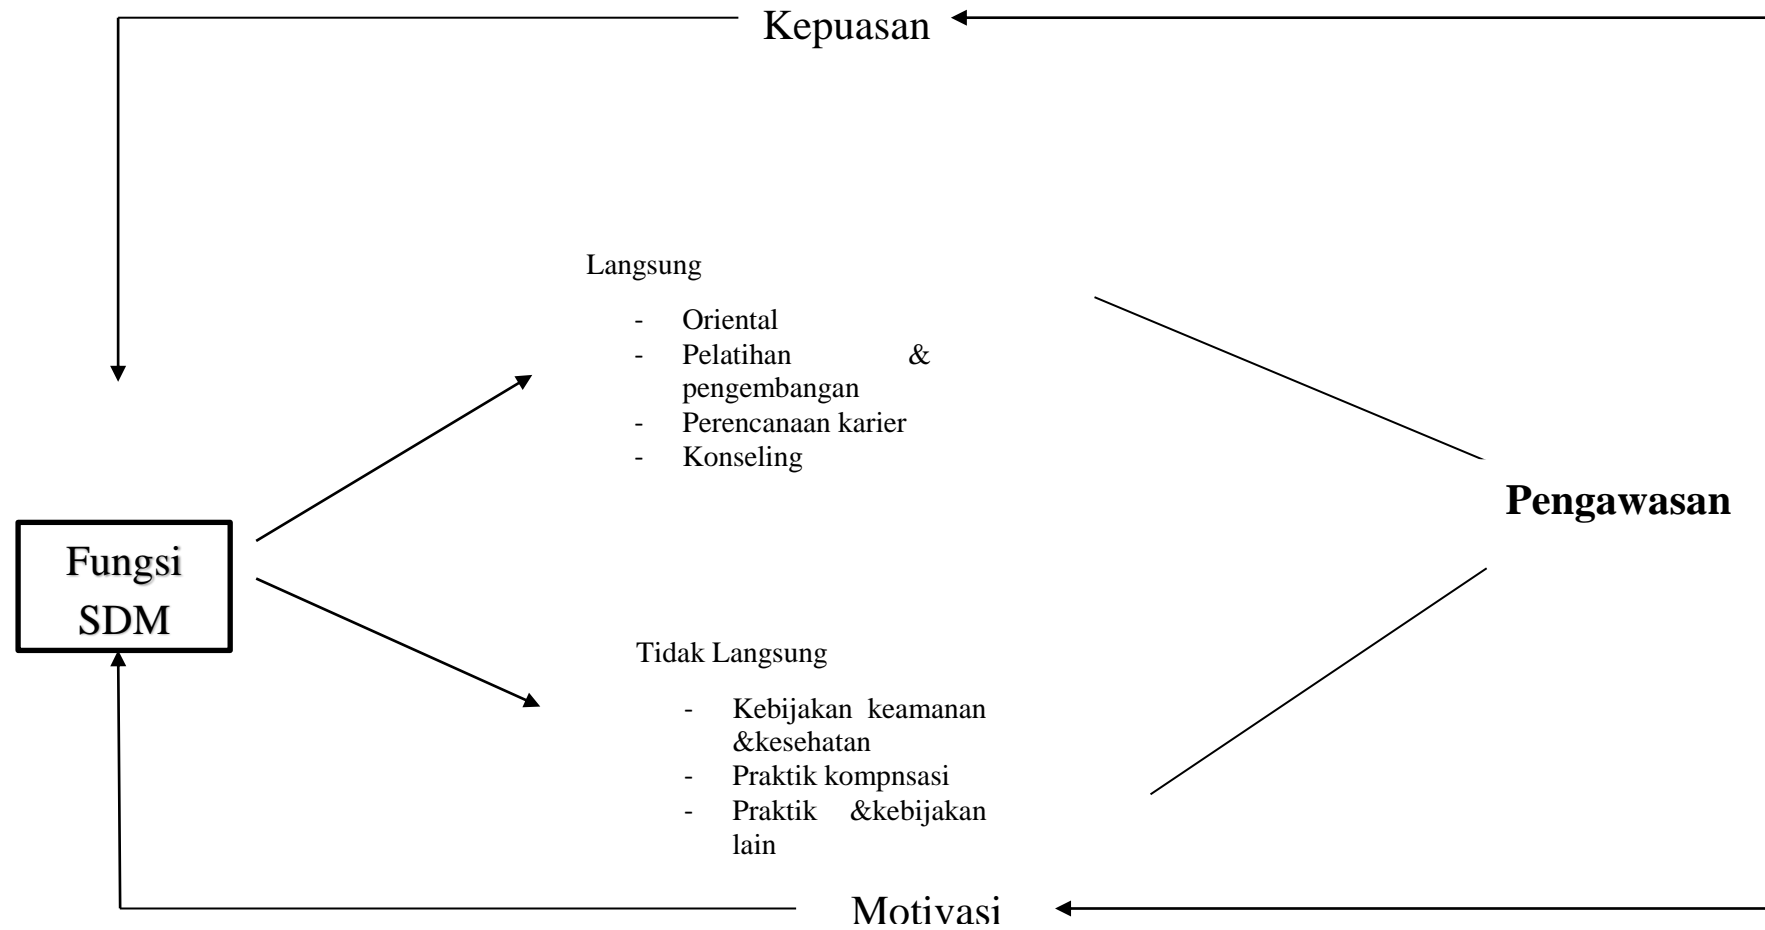 Kepuasan
Langsung
- Oriental
- Pelatihan &
pengembangan
- Perencanaan karier
- Konseling
Pengawasan
Fungsi
SDM
Tidak Langsung
- Kebijakan keamanan
&kesehatan
- Praktik kompnsasi
- Praktik &kebijakan
lain
Motivasi